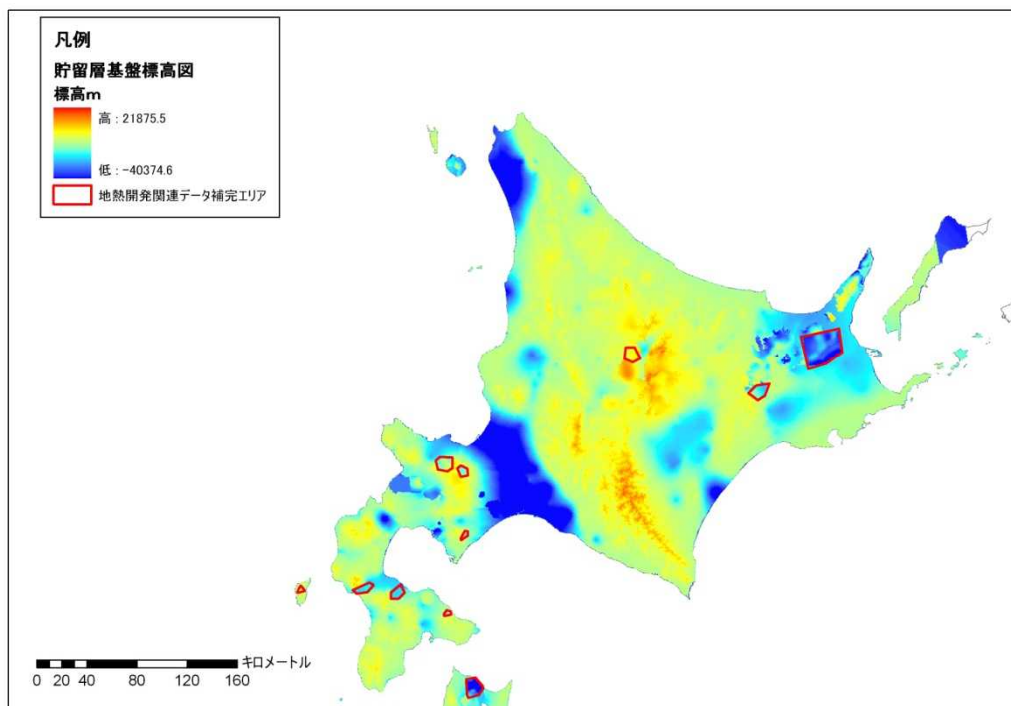 凡例
貯留層基盤標高図
標高m
高 : 21875.5
低 : -40374.6
地熱開発関連データ補完エリア
キロメートル
0 20 40 80 120 160